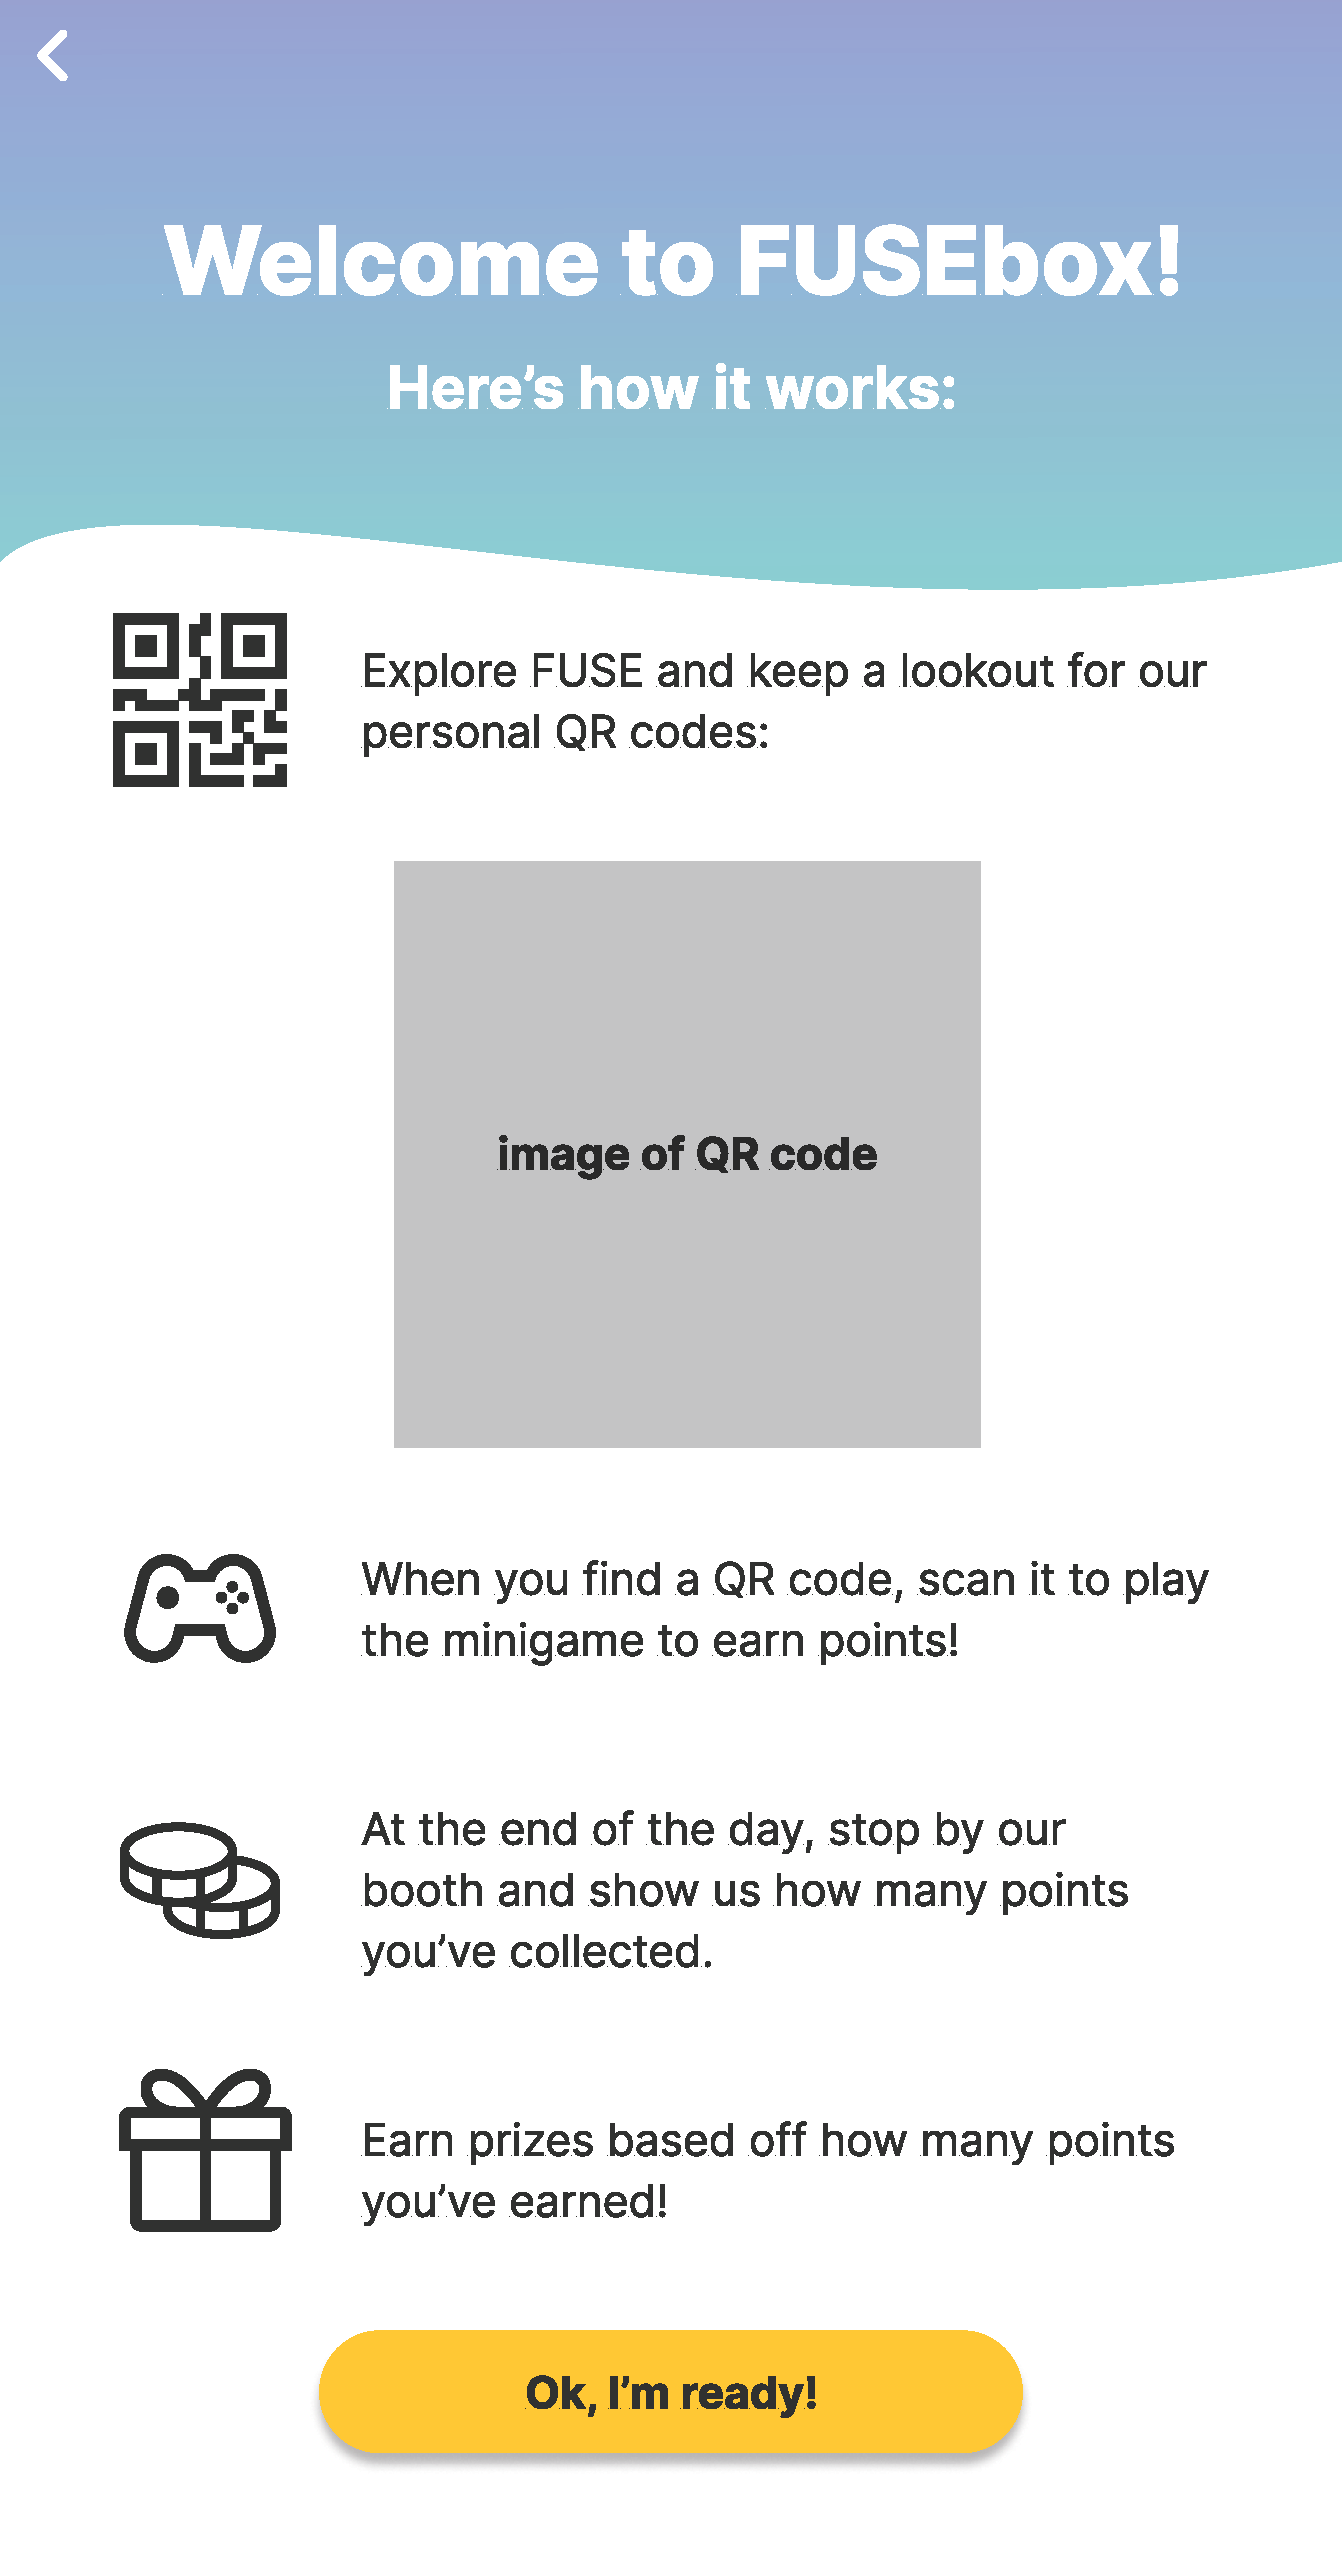 Welcome to FUSEbox!
Here’s how it works:
Explore FUSE and keep a lookout for our
personal QR codes:
image of QR code
When you find a QR code, scan it to play
the minigame to earn points!
At the end of the day, stop by our
booth and show us how many points
you’ve collected.
Earn prizes based off how many points
you’ve earned!
Ok, I’m ready!